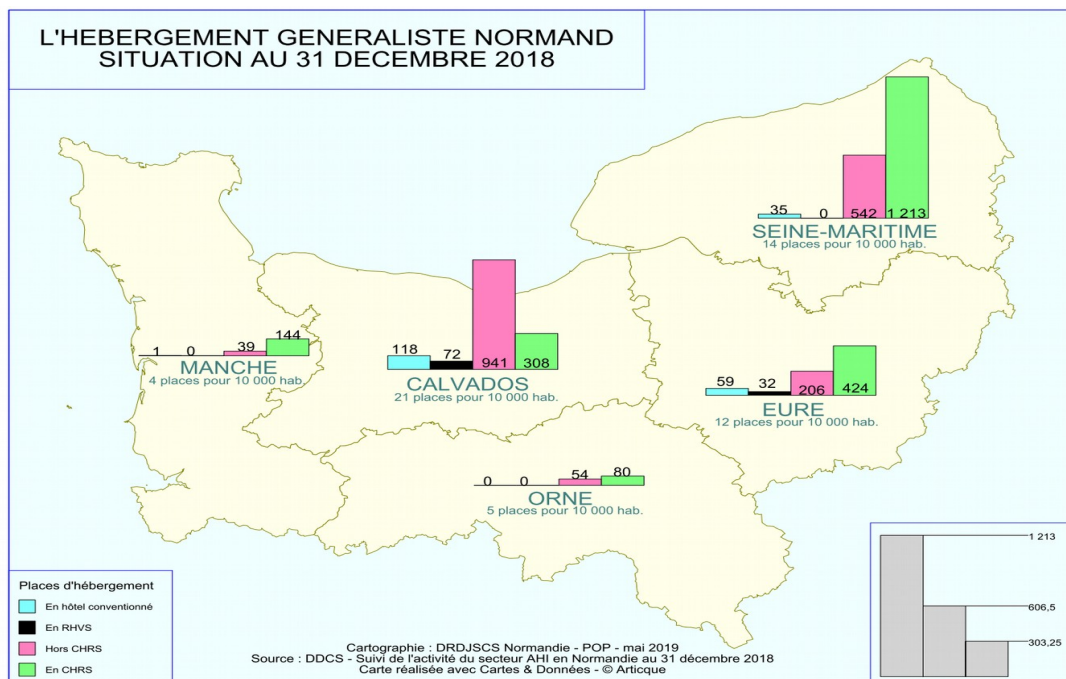 L'HEBERGEMENT GENERALISTE NORMAND
SITUATION AU 31 DECEMBRE 2018
35 0 542 1 213
SEINE-MARITIME
14 places pour 10 000 hab.
1 0 39 144
MANCHE
4 places pour 10 000 hab.
118 72 941 308
CALVADOS
21 places pour 10 000 hab.
59 32 206 424
EURE
12 places pour 10 000 hab.
0 0 54 80
ORNE
5 places pour 10 000 hab.
Places d'hébergement
En hôtel conventionné
En RHVS
Hors CHRS
En CHRS
Cartographie : DRDJSCS Normandie - POP - mai 2019
Source : DDCS - Suivi de l'activité du secteur AHI en Normandie au 31 décembre 2018
Carte réalisée avec Cartes & Données - © Articque
1 213
606,5
303,25